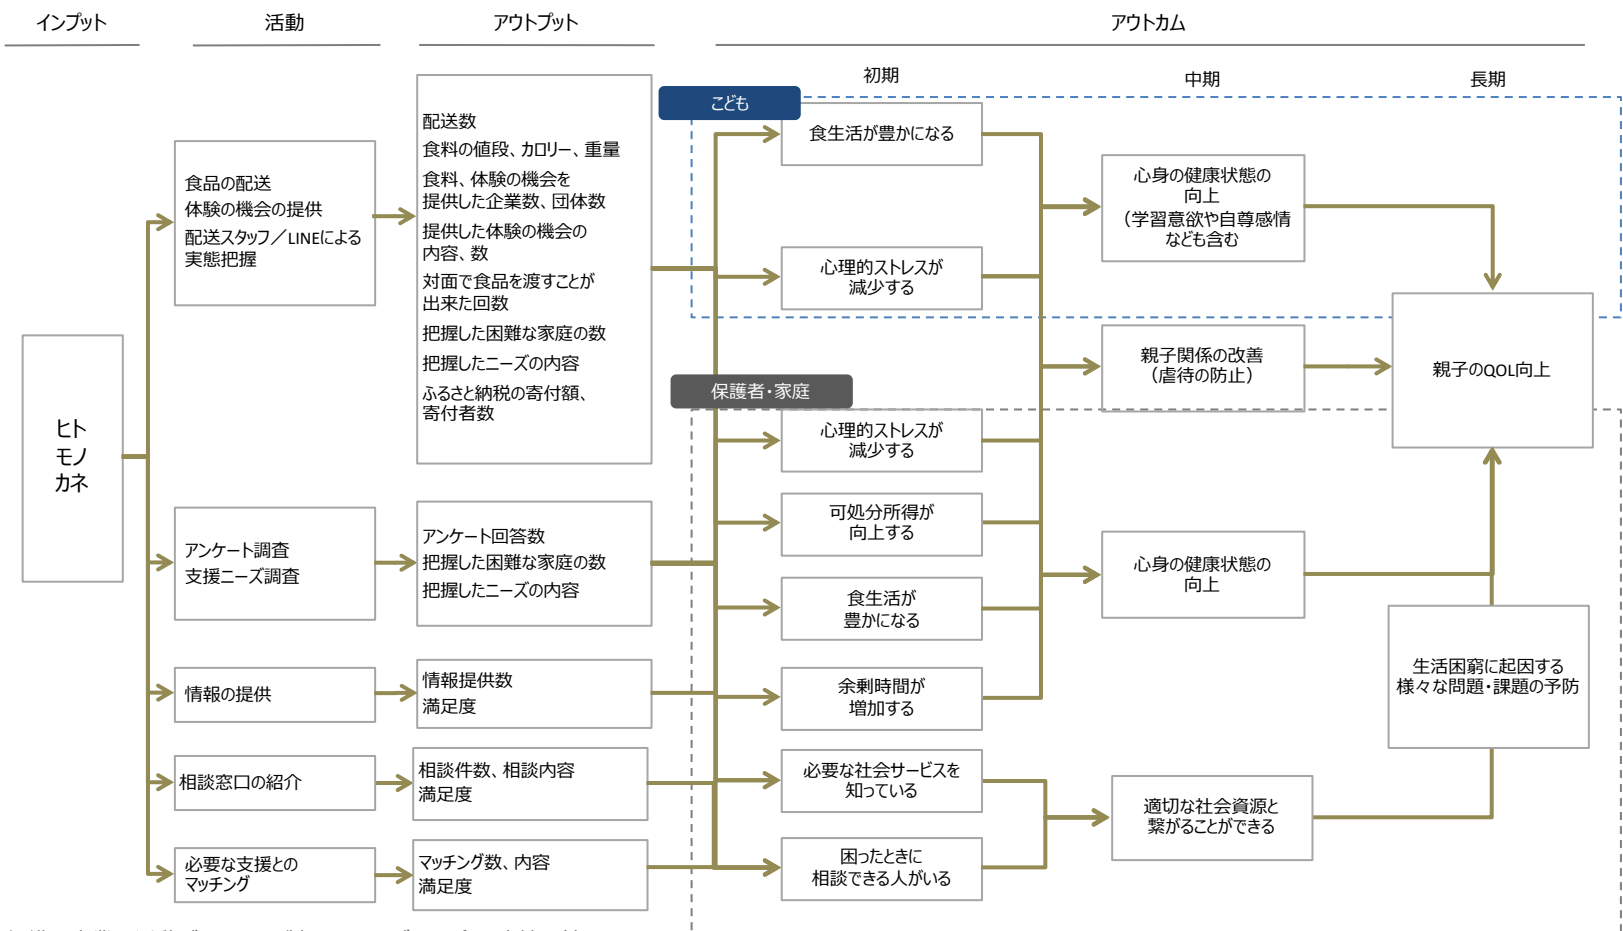 インプット
活動
アウトプット
アウトカム
初期
中期
長期
こども
ヒト
モノ
カネ
食品の配送
体験の機会の提供
配送スタッフ／LINEによる
実態把握
アンケート調査
支援ニーズ調査
情報の提供
相談窓口の紹介
必要な支援との
マッチング
配送数
食料の値段、カロリー、重量
食料、体験の機会を
提供した企業数、団体数
提供した体験の機会の
内容、数
対面で食品を渡すことが
出来た回数
把握した困難な家庭の数
把握したニーズの内容
ふるさと納税の寄付額、
寄付者数
アンケート回答数
把握した困難な家庭の数
把握したニーズの内容
情報提供数
満足度
相談件数、相談内容
満足度
マッチング数、内容
満足度
食生活が豊かになる
心理的ストレスが
減少する
保護者・家庭
心理的ストレスが
減少する
可処分所得が
向上する
食生活が
豊かになる
余剰時間が
増加する
必要な社会サービスを
知っている
困ったときに
相談できる人がいる
心身の健康状態の
向上
（学習意欲や自尊感情
なども含む
親子関係の改善
（虐待の防止）
心身の健康状態の
向上
適切な社会資源と
繋がることができる
親子のQOL向上
生活困窮に起因する
様々な問題・課題の予防